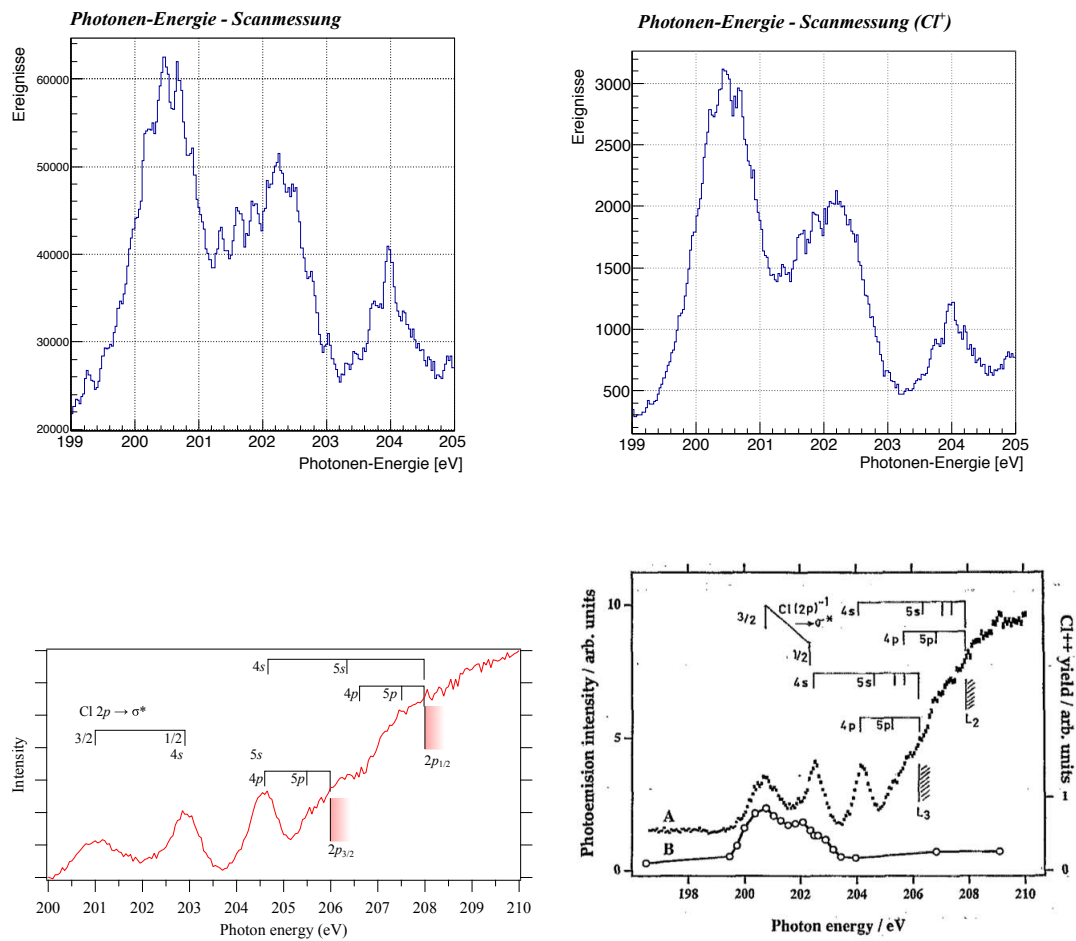 Photonen-Energie - Scanmessung
Ereignisse
60000
50000
40000
30000
20000
199 200 201 202 203 204 205
Photonen-Energie [eV]
Photonen-Energie - Scanmessung (Cl⁺)
Ereignisse
3000
2500
2000
1500
1000
500
199 200 201 202 203 204 205
Photonen-Energie [eV]
4s 5s
4p 5p
Cl 2p → σ*
3/2 1/2
4s 5s
4p 5p
2p1/2
2p3/2
Intensity
200 201 202 203 204 205 206 207 208 209 210
Photon energy (eV)
10
5
0
Photoemision intensity / arb. units
4s 5s
3/2 Cl(2p)⁻¹
→σ*
1/2
4p 5p
4s 5s
4p 5p
L2
L3
A
B
1
0
Cl++ yield / arb. units
198 200 202 204 206 208 210
Photon energy / eV